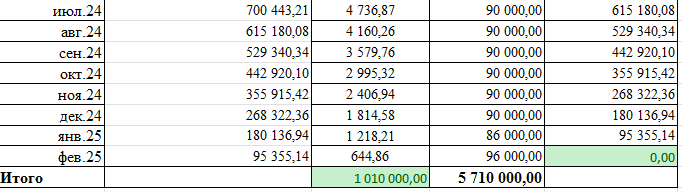 июл.24 700 443,21 4 736,87 90 000,00 615 180,08
авг.24 615 180,08 4 160,26 90 000,00 529 340,34
сен.24 529 340,34 3 579,76 90 000,00 442 920,10
окт.24 442 920,10 2 995,32 90 000,00 355 915,42
ноя.24 355 915,42 2 406,94 90 000,00 268 322,36
дек.24 268 322,36 1 814,58 90 000,00 180 136,94
янв.25 180 136,94 1 218,21 86 000,00 95 355,14
фев.25 95 355,14 644,86 96 000,00 0,00
Итого 1 010 000,00 5 710 000,00